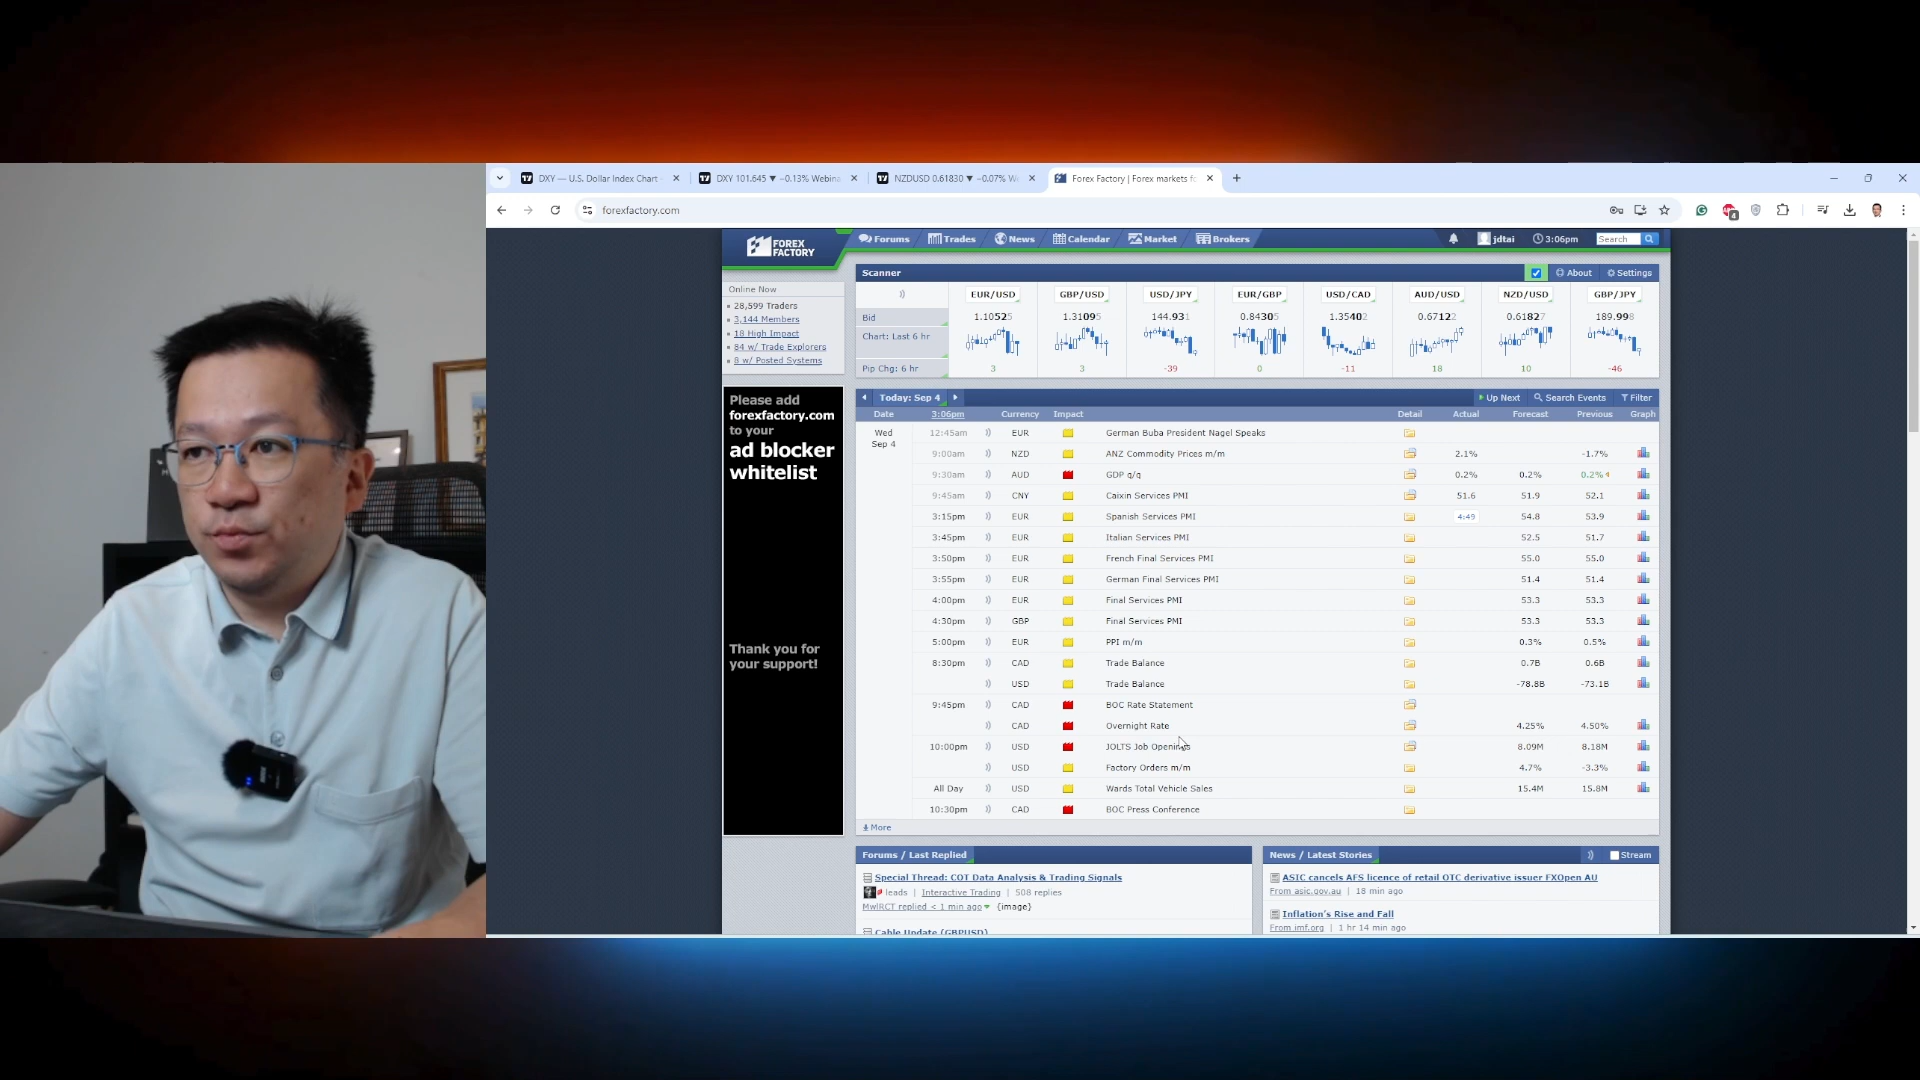 DXY — U.S. Dollar Index Chart
DXY 101.645 ▼ −0.13% Webina
NZDUSD 0.61830 ▼ −0.07% W
Forex Factory | Forex markets fo
forexfactory.com
4
FOREX FACTORY
Forums
Trades
News
Calendar
Market
Brokers
jdtai
3:06pm
Search
Online Now
28,599 Traders
3,144 Members
18 High Impact
84 w/ Trade Explorers
8 w/ Posted Systems
Please add
forexfactory.com
to your
ad blocker
whitelist
Thank you for
your support!
Scanner About Settings
EUR/USD GBP/USD USD/JPY EUR/GBP USD/CAD AUD/USD NZD/USD GBP/JPY
Bid 1.10525 1.31095 144.931 0.84305 1.35402 0.67122 0.61827 189.998
Chart: Last 6 hr
Pip Chg: 6 hr 3 3 -39 0 -11 18 10 -46
Today: Sep 4 Up Next Search Events Filter
Date 3:06pm Currency Impact Detail Actual Forecast Previous Graph
Wed
Sep 4
12:45am EUR German Buba President Nagel Speaks
9:00am NZD ANZ Commodity Prices m/m 2.1% -1.7%
9:30am AUD GDP q/q 0.2% 0.2% 0.2%
9:45am CNY Caixin Services PMI 51.6 51.9 52.1
3:15pm EUR Spanish Services PMI 4:49 54.8 53.9
3:45pm EUR Italian Services PMI 52.5 51.7
3:50pm EUR French Final Services PMI 55.0 55.0
3:55pm EUR German Final Services PMI 51.4 51.4
4:00pm EUR Final Services PMI 53.3 53.3
4:30pm GBP Final Services PMI 53.3 53.3
5:00pm EUR PPI m/m 0.3% 0.5%
8:30pm CAD Trade Balance 0.7B 0.6B
USD Trade Balance -78.8B -73.1B
9:45pm CAD BOC Rate Statement
CAD Overnight Rate 4.25% 4.50%
10:00pm USD JOLTS Job Openings 8.09M 8.18M
USD Factory Orders m/m 4.7% -3.3%
All Day USD Wards Total Vehicle Sales 15.4M 15.8M
10:30pm CAD BOC Press Conference
More
Forums / Last Replied
Special Thread: COT Data Analysis & Trading Signals
leads | Interactive Trading | 508 replies
MwlRCT replied < 1 min ago {image}
Cable Update (GBPUSD)
News / Latest Stories Stream
ASIC cancels AFS licence of retail OTC derivative issuer FXOpen AU
From asic.gov.au | 18 min ago
Inflation's Rise and Fall
From imf.org | 1 hr 14 min ago